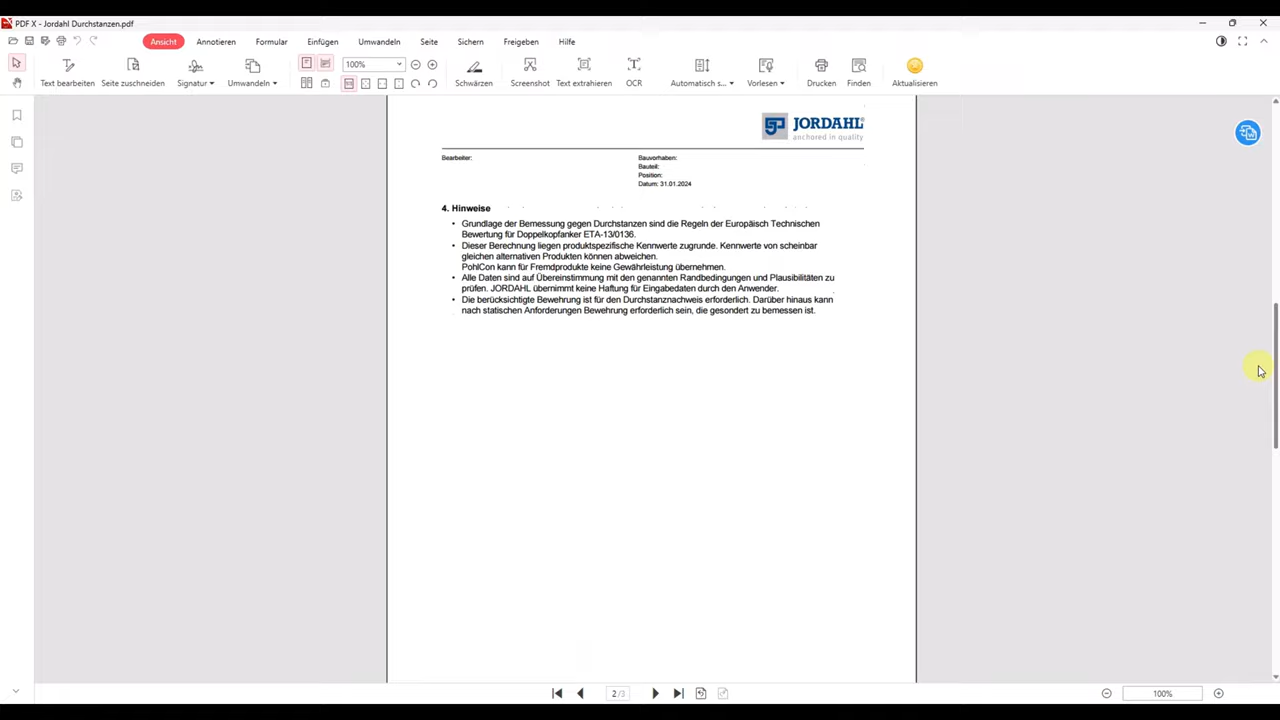 PDF X - Jordahl Durchstanzen.pdf
Ansicht Annotieren Formular Einfügen Umwandeln Seite Sichern Freigeben Hilfe
100%
Text bearbeiten Seite zuschneiden Signatur Umwandeln Schwärzen Screenshot Text extrahieren OCR Automatisch s... Vorlesen Drucken Finden Aktualisieren
JORDAHL®
anchored in quality
Bearbeiter: Bauvorhaben:
Bauteil:
Position:
Datum: 31.01.2024
4. Hinweise
• Grundlage der Bemessung gegen Durchstanzen sind die Regeln der Europäisch Technischen
Bewertung für Doppelkopfanker ETA-13/0136.
• Dieser Berechnung liegen produktspezifische Kennwerte zugrunde. Kennwerte von scheinbar
gleichen alternativen Produkten können abweichen.
PohlCon kann für Fremdprodukte keine Gewährleistung übernehmen.
• Alle Daten sind auf Übereinstimmung mit den genannten Randbedingungen und Plausibilitäten zu
prüfen. JORDAHL übernimmt keine Haftung für Eingabedaten durch den Anwender.
• Die berücksichtigte Bewehrung ist für den Durchstanznachweis erforderlich. Darüber hinaus kann
nach statischen Anforderungen Bewehrung erforderlich sein, die gesondert zu bemessen ist.
2/3
100%